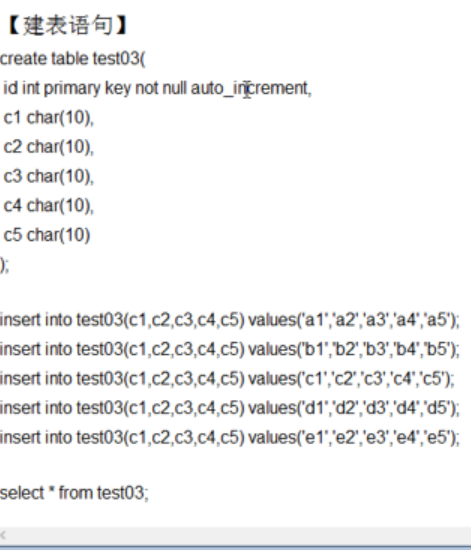 【建表语句】
create table test03(
id int primary key not null auto_increment,
c1 char(10),
c2 char(10),
c3 char(10),
c4 char(10),
c5 char(10)
);
insert into test03(c1,c2,c3,c4,c5) values('a1','a2','a3','a4','a5');
insert into test03(c1,c2,c3,c4,c5) values('b1','b2','b3','b4','b5');
insert into test03(c1,c2,c3,c4,c5) values('c1','c2','c3','c4','c5');
insert into test03(c1,c2,c3,c4,c5) values('d1','d2','d3','d4','d5');
insert into test03(c1,c2,c3,c4,c5) values('e1','e2','e3','e4','e5');
select * from test03;